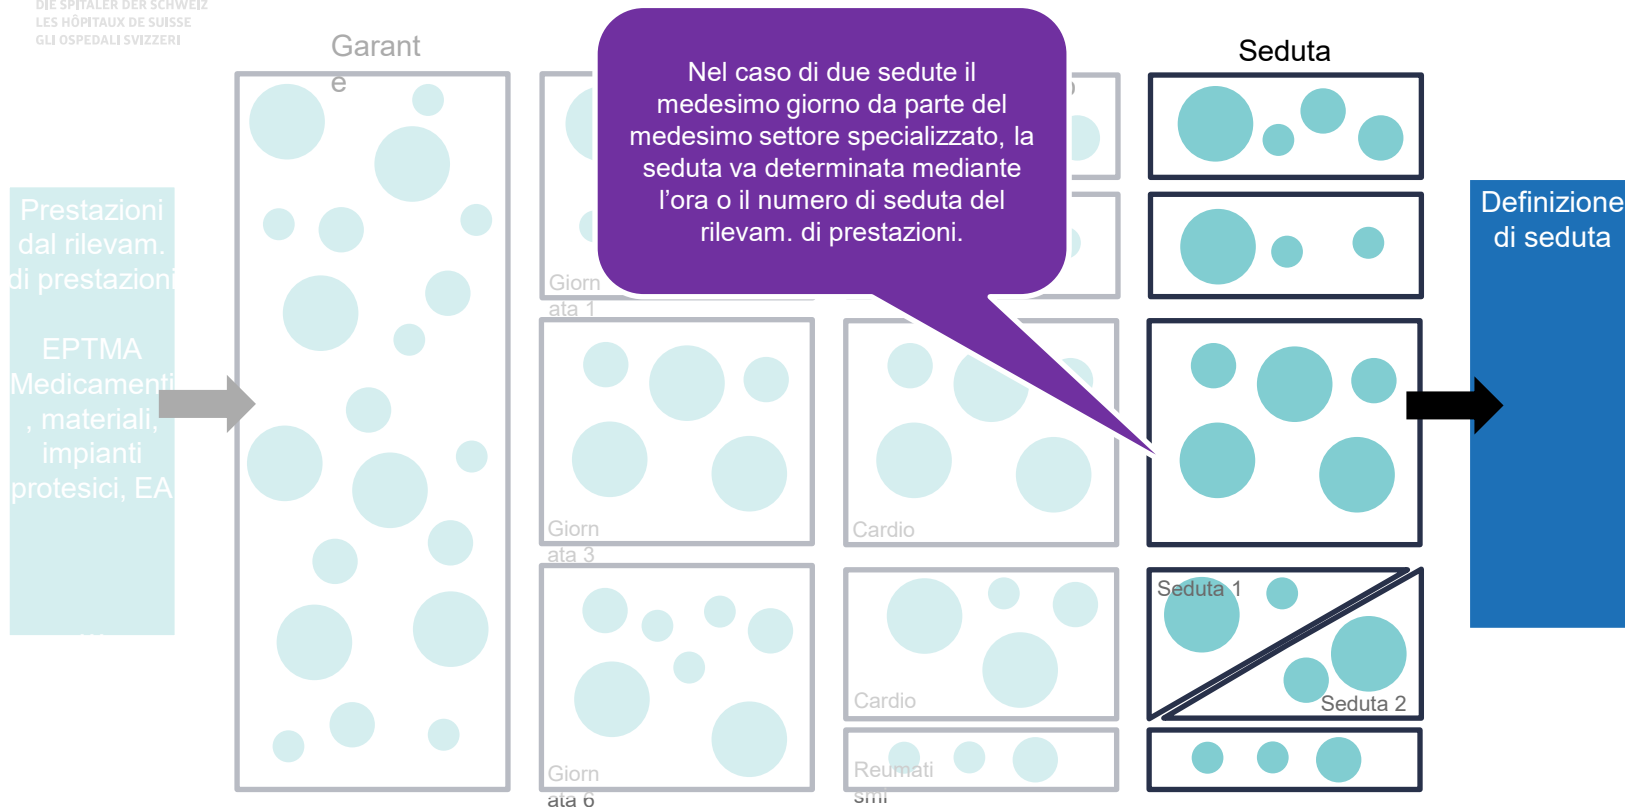 DIE SPITÄLER DER SCHWEIZ
LES HÔPITAUX DE SUISSE
GLI OSPEDALI SVIZZERI
Garant
e
Seduta
Nel caso di due sedute il
medesimo giorno da parte del
medesimo settore specializzato, la
seduta va determinata mediante
l’ora o il numero di seduta del
rilevam. di prestazioni.
Prestazioni
dal rilevam.
di prestazioni
EPTMA
Medicamenti
, materiali,
impianti
protesici, EA
Giorn
ata 1
Giorn
ata 3
Cardio
Giorn
ata 6
Cardio
Reumati
smi
Seduta 1
Seduta 2
Definizione
di seduta